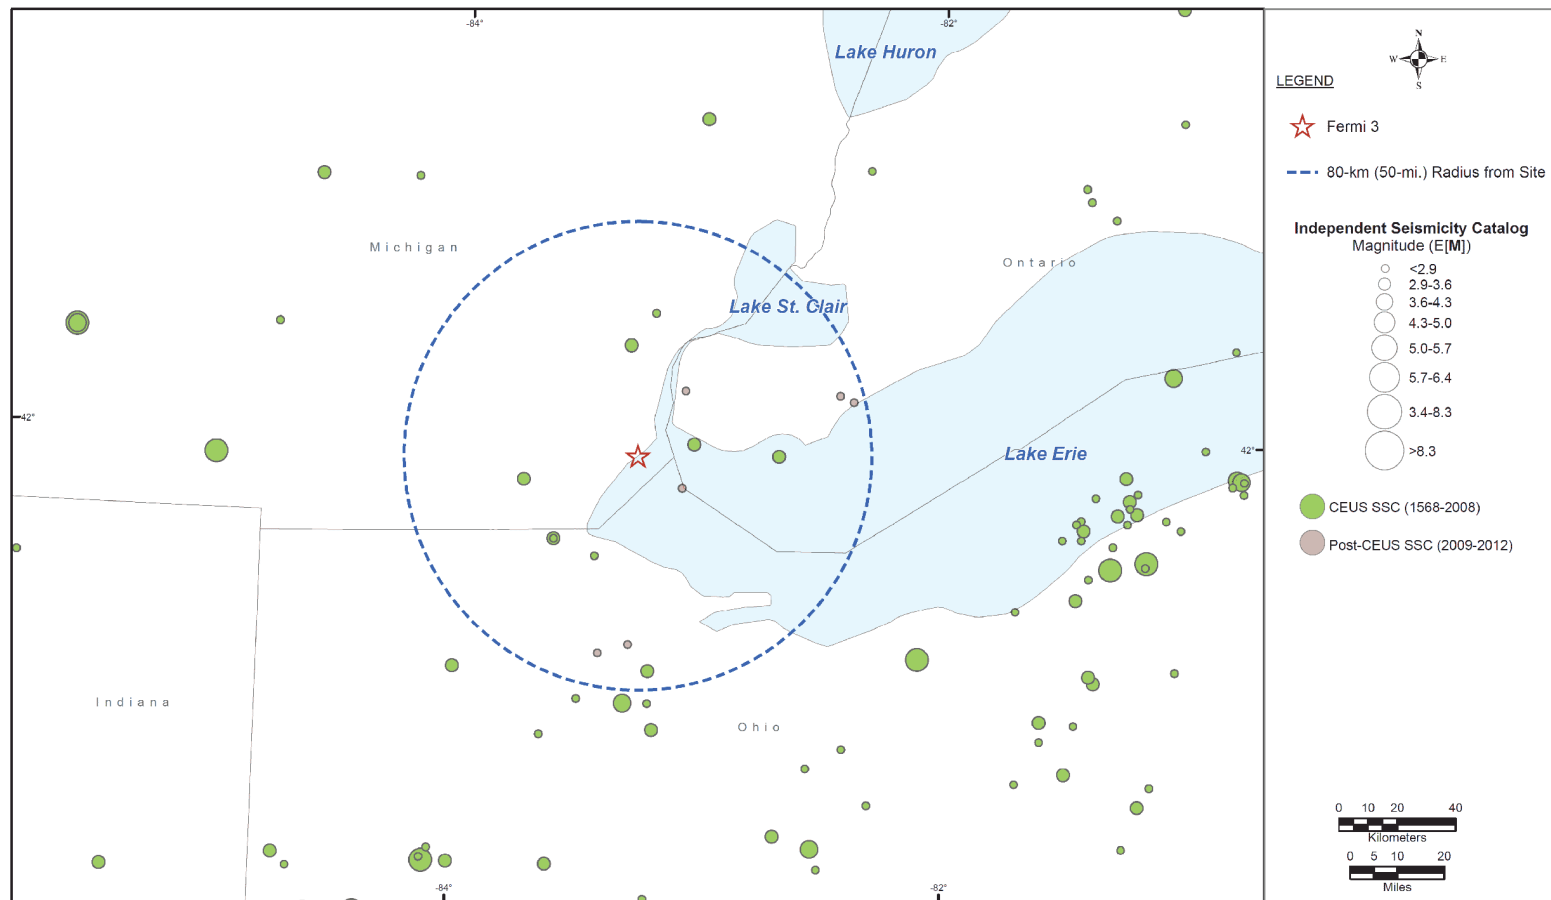 -84°
-82°
Lake Huron
Michigan
Ontario
Lake St. Clair
42°
Lake Erie
42°
Indiana
Ohio
-84°
-82°
N
W E
S
LEGEND
Fermi 3
80-km (50-mi.) Radius from Site
Independent Seismicity Catalog
Magnitude (E[M])
<2.9
2.9-3.6
3.6-4.3
4.3-5.0
5.0-5.7
5.7-6.4
3.4-8.3
>8.3
CEUS SSC (1568-2008)
Post-CEUS SSC (2009-2012)
0 10 20 40
Kilometers
0 5 10 20
Miles